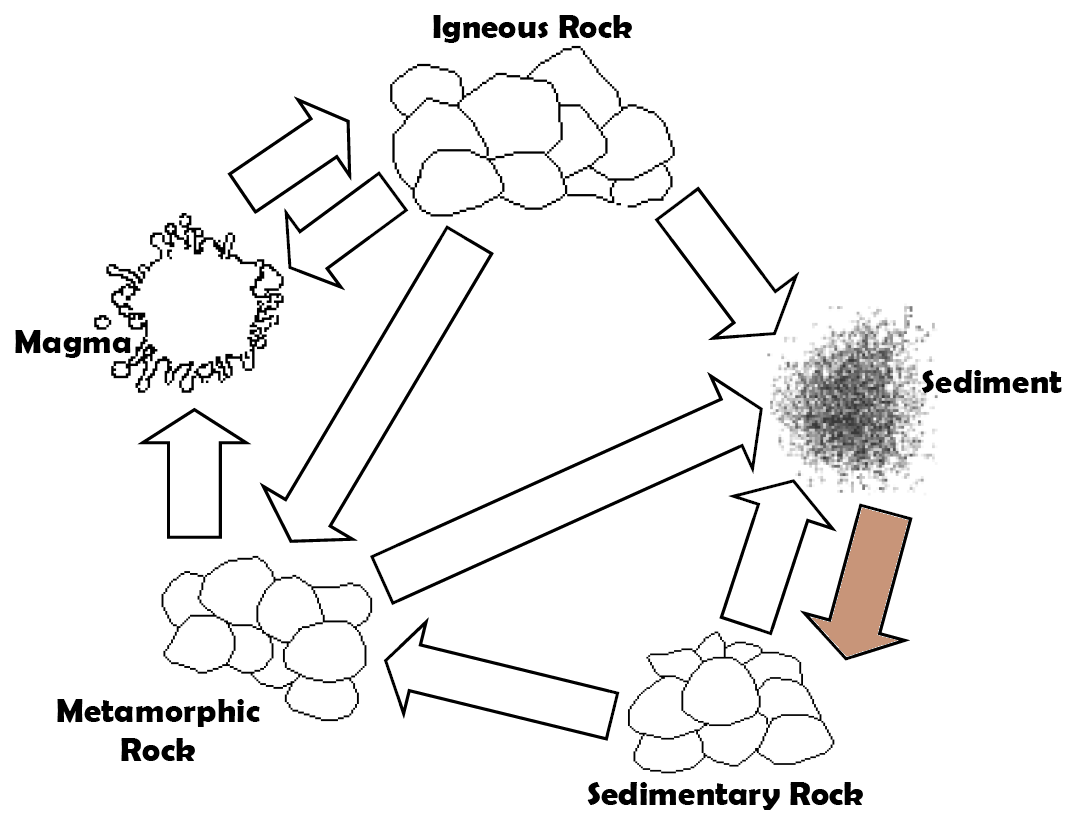 Igneous Rock
Magma
Sediment
Metamorphic
Rock
Sedimentary Rock